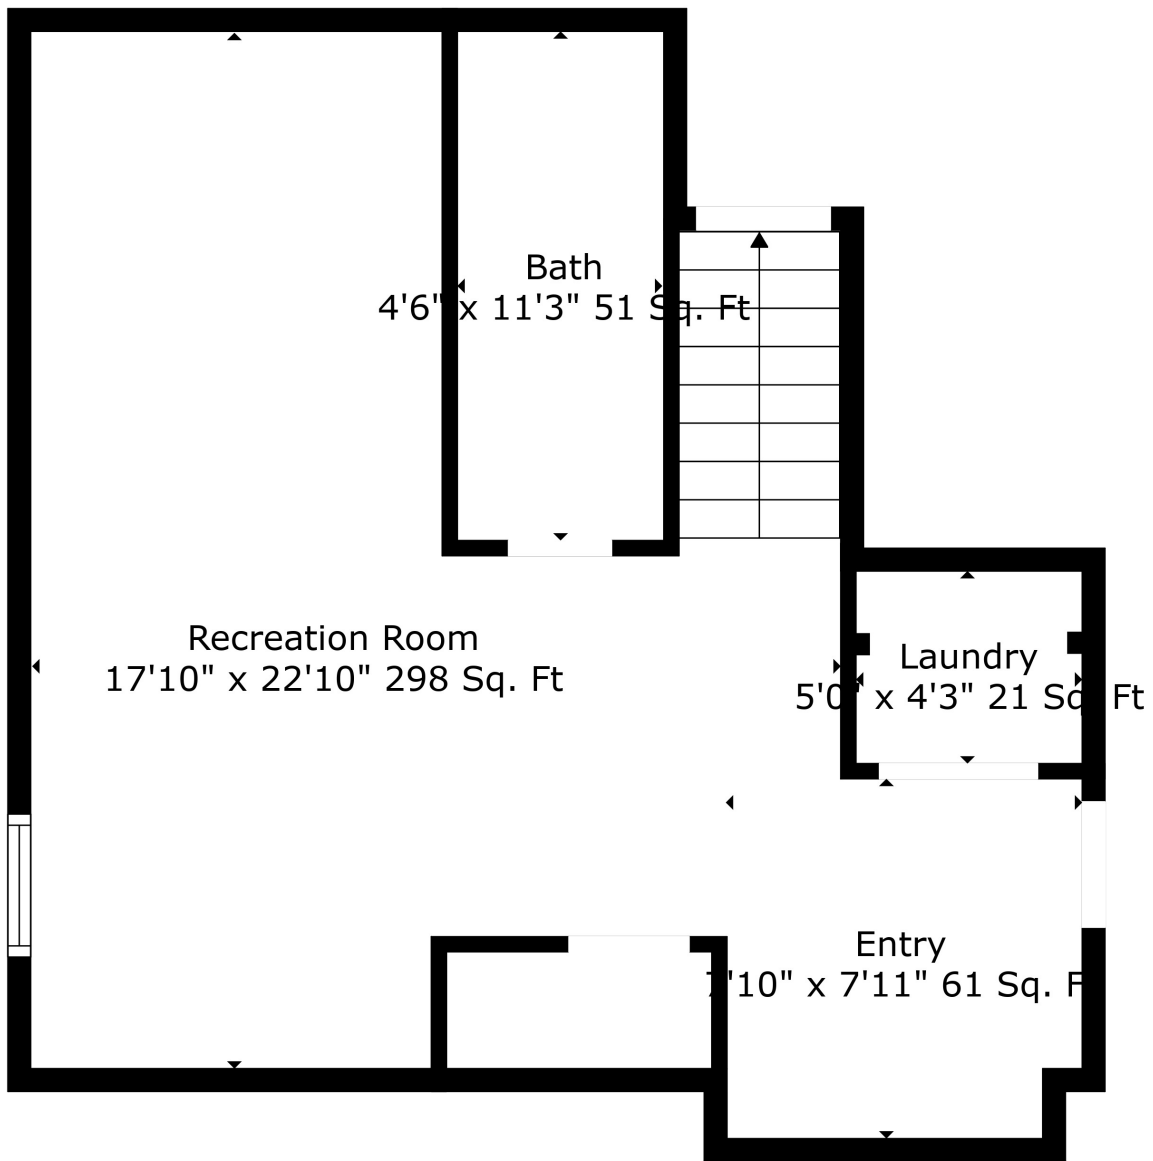 Bath
4'6" x 11'3" 51 Sq. Ft
Recreation Room
17'10" x 22'10" 298 Sq. Ft
Laundry
5'0" x 4'3" 21 Sq. Ft
Entry
7'10" x 7'11" 61 Sq. Ft